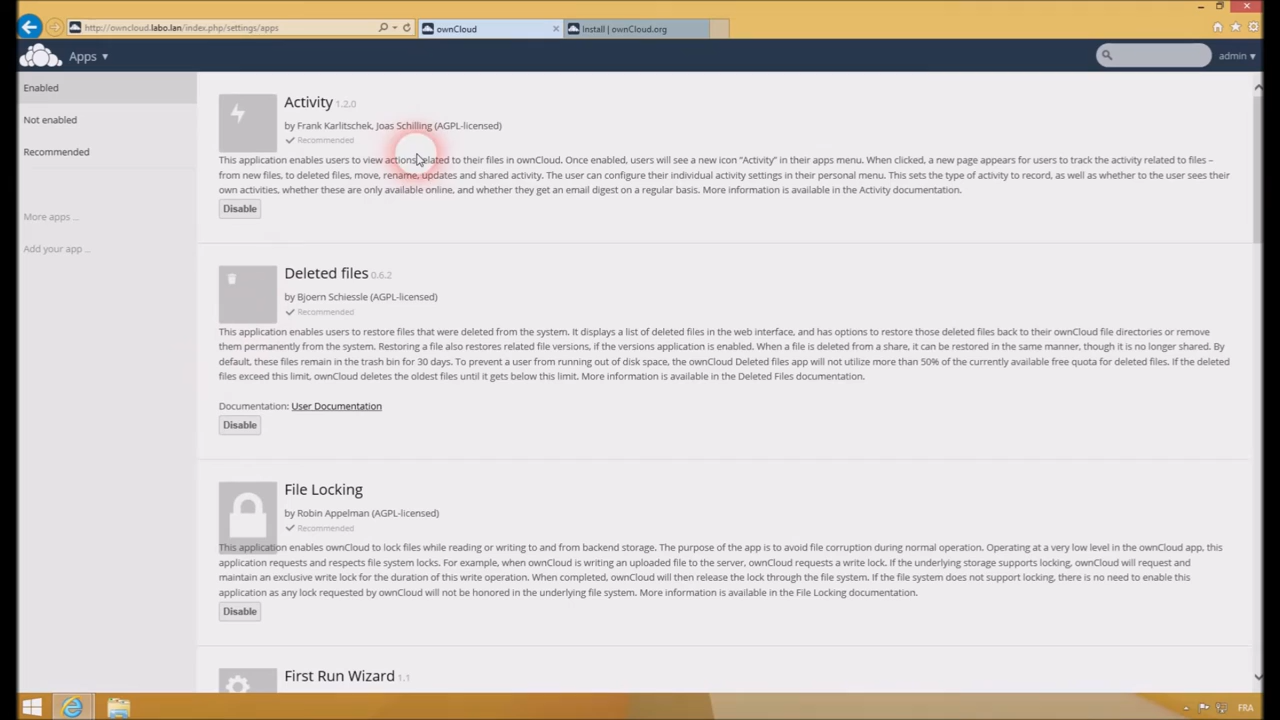 http://owncloud.labo.lan/index.php/settings/apps
ownCloud
Install | ownCloud.org
Apps
admin
Enabled
Not enabled
Recommended
More apps ...
Add your app ...
Activity 1.2.0
by Frank Karlitschek, Joas Schilling (AGPL-licensed)
Recommended
This application enables users to view actions related to their files in ownCloud. Once enabled, users will see a new icon “Activity” in their apps menu. When clicked, a new page appears for users to track the activity related to files –
from new files, to deleted files, move, rename, updates and shared activity. The user can configure their individual activity settings in their personal menu. This sets the type of activity to record, as well as whether to the user sees their
own activities, whether these are only available online, and whether they get an email digest on a regular basis. More information is available in the Activity documentation.
Disable
Deleted files 0.6.2
by Bjoern Schiessle (AGPL-licensed)
Recommended
This application enables users to restore files that were deleted from the system. It displays a list of deleted files in the web interface, and has options to restore those deleted files back to their ownCloud file directories or remove
them permanently from the system. Restoring a file also restores related file versions, if the versions application is enabled. When a file is deleted from a share, it can be restored in the same manner, though it is no longer shared. By
default, these files remain in the trash bin for 30 days. To prevent a user from running out of disk space, the ownCloud Deleted files app will not utilize more than 50% of the currently available free quota for deleted files. If the deleted
files exceed this limit, ownCloud deletes the oldest files until it gets below this limit. More information is available in the Deleted Files documentation.
Documentation: User Documentation
Disable
File Locking
by Robin Appelman (AGPL-licensed)
Recommended
This application enables ownCloud to lock files while reading or writing to and from backend storage. The purpose of the app is to avoid file corruption during normal operation. Operating at a very low level in the ownCloud app, this
application requests and respects file system locks. For example, when ownCloud is writing an uploaded file to the server, ownCloud requests a write lock. If the underlying storage supports locking, ownCloud will request and
maintain an exclusive write lock for the duration of this write operation. When completed, ownCloud will then release the lock through the file system. If the file system does not support locking, there is no need to enable this
application as any lock requested by ownCloud will not be honored in the underlying file system. More information is available in the File Locking documentation.
Disable
First Run Wizard 1.1
FRA